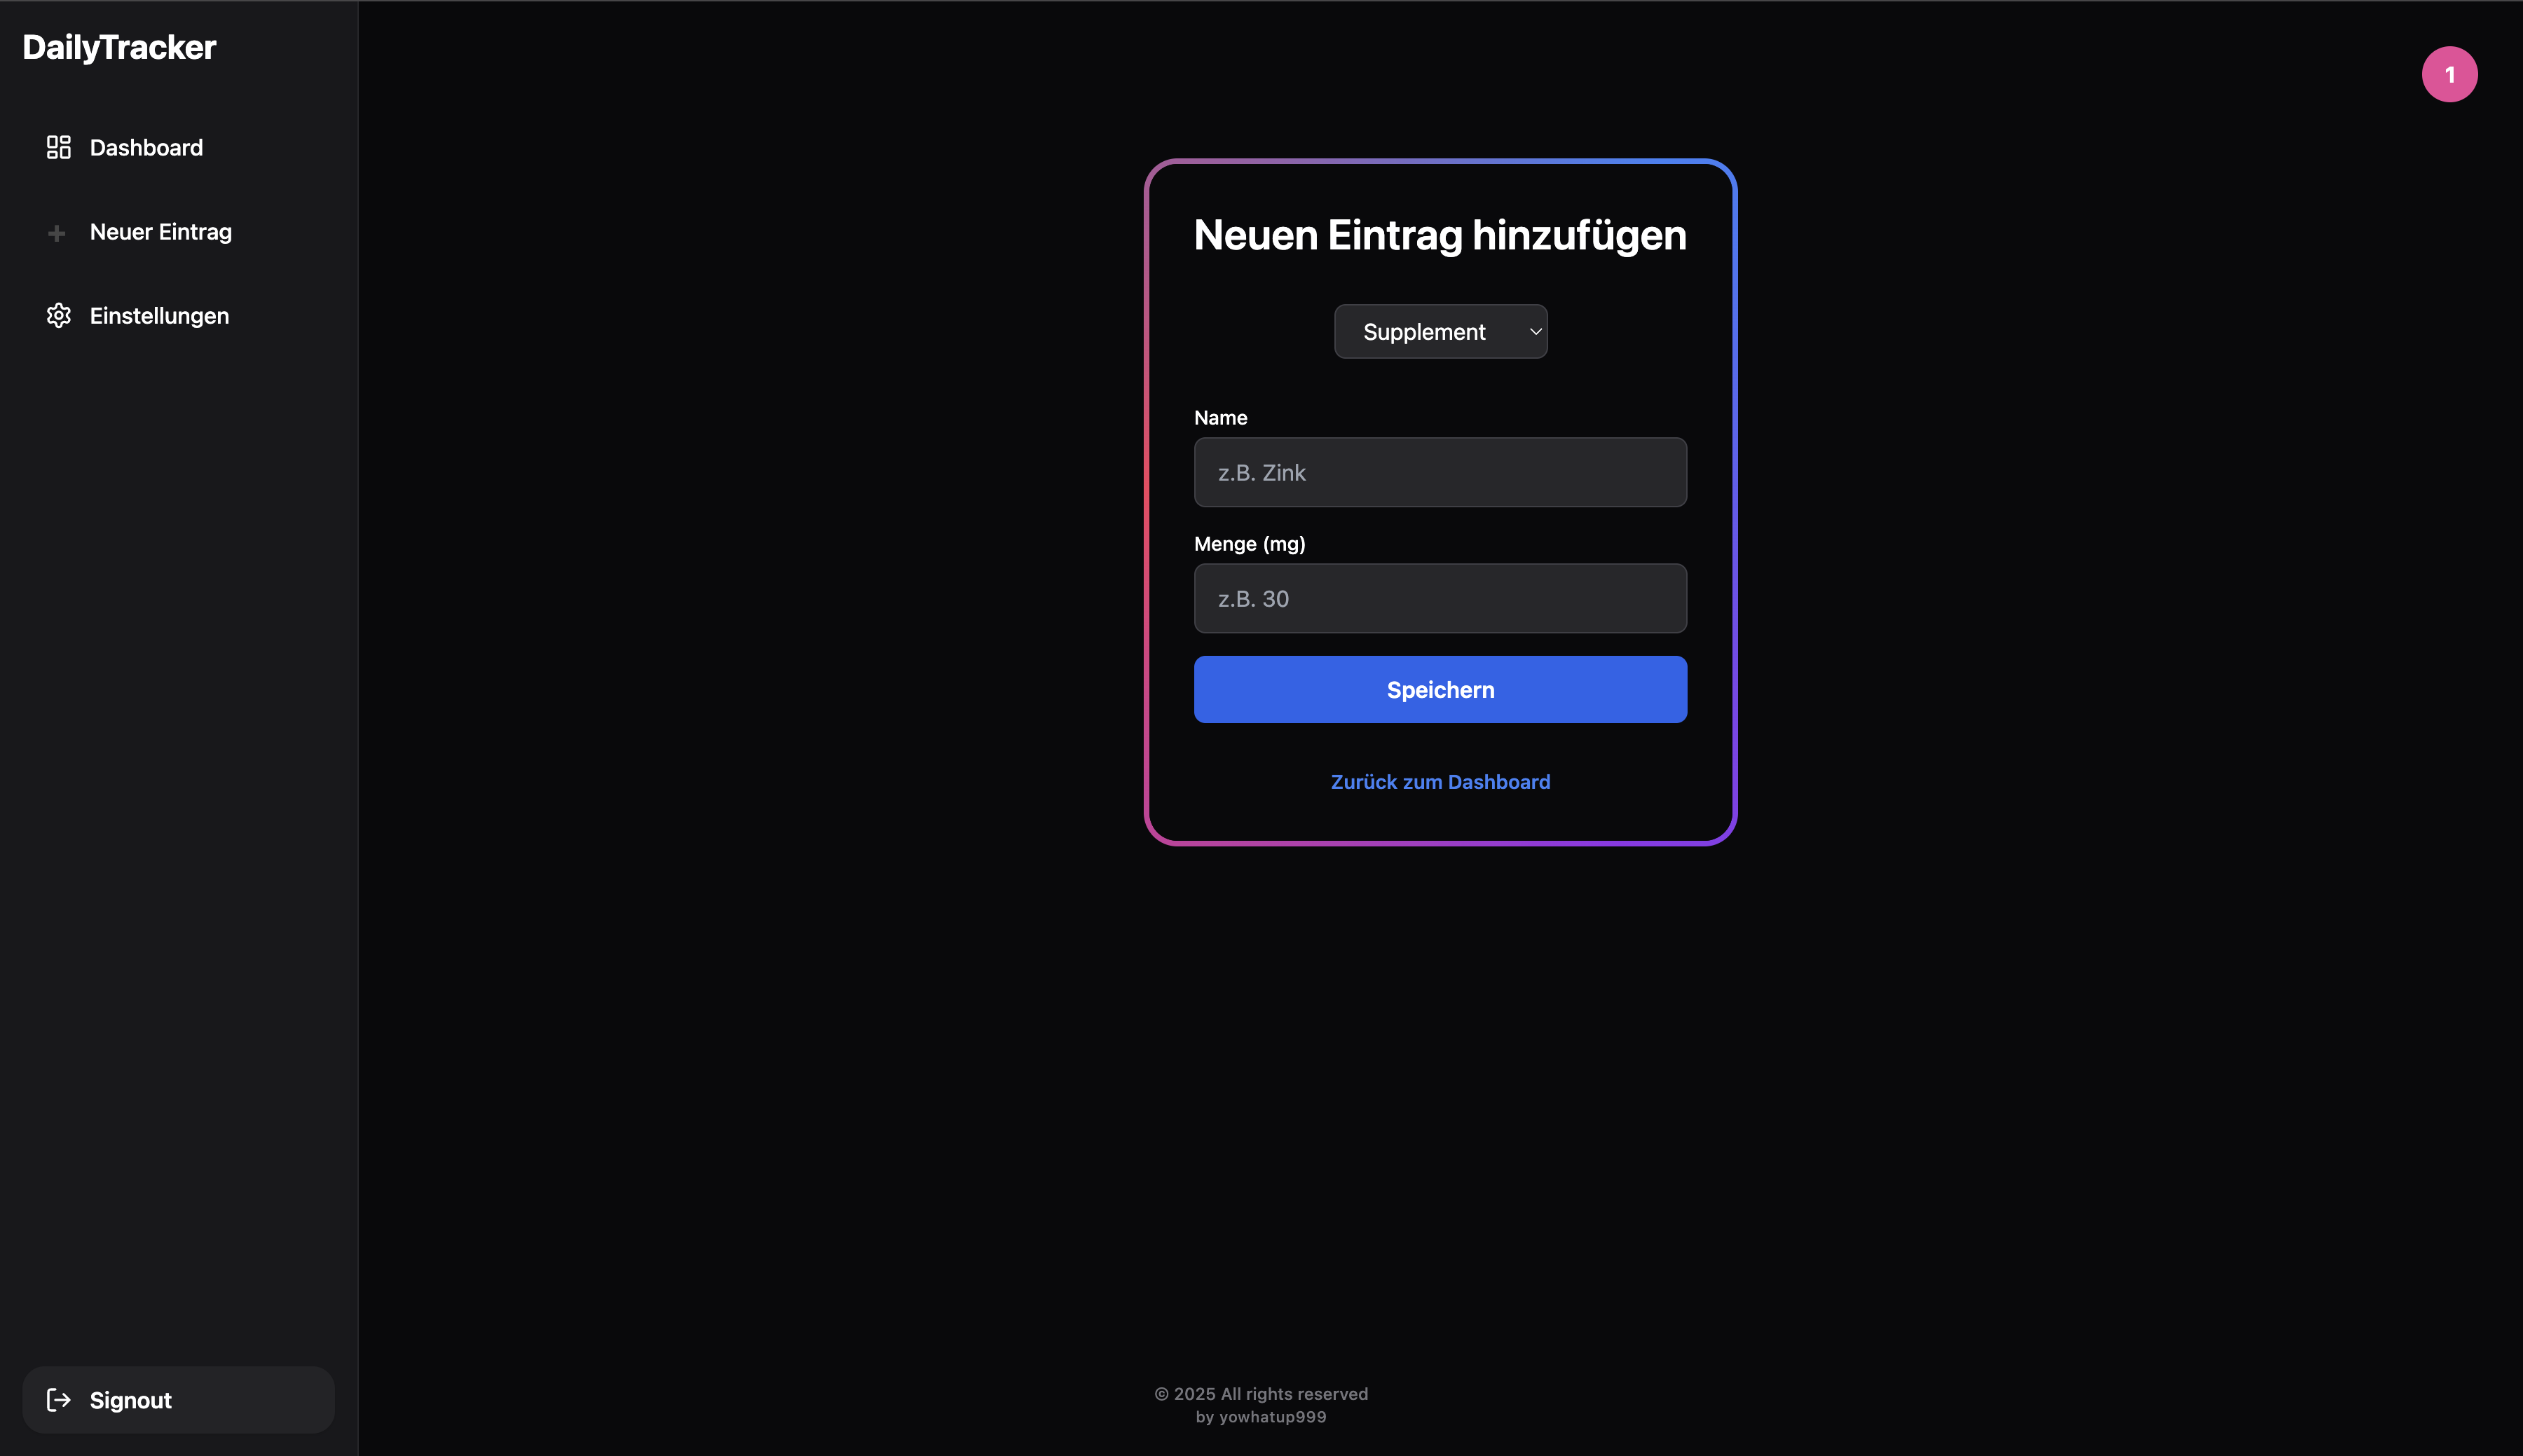 DailyTracker
Dashboard
Neuer Eintrag
Einstellungen
Signout
1
Neuen Eintrag hinzufügen
Supplement
Name
z.B. Zink
Menge (mg)
z.B. 30
Speichern
Zurück zum Dashboard
© 2025 All rights reserved
by yowhatup999